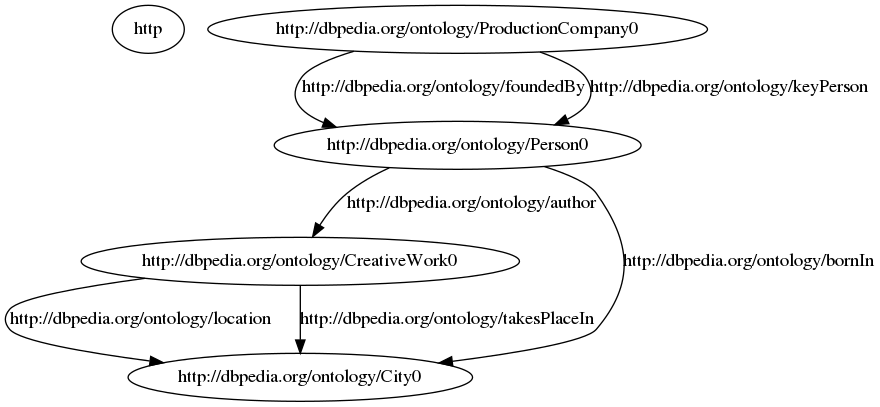 http
http://dbpedia.org/ontology/ProductionCompany0
http://dbpedia.org/ontology/foundedBy
http://dbpedia.org/ontology/keyPerson
http://dbpedia.org/ontology/Person0
http://dbpedia.org/ontology/author
http://dbpedia.org/ontology/CreativeWork0
http://dbpedia.org/ontology/bornIn
http://dbpedia.org/ontology/location
http://dbpedia.org/ontology/takesPlaceIn
http://dbpedia.org/ontology/City0